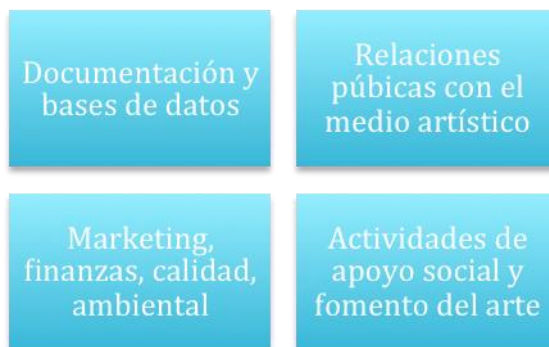 Documentación y
bases de datos
Relaciones
púbicas con el
medio artístico
Marketing,
finanzas, calidad,
ambiental
Actividades de
apoyo social y
fomento del arte